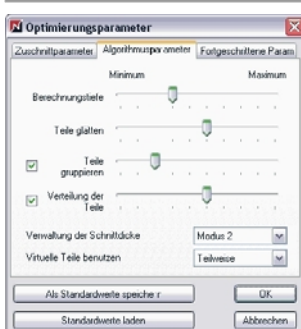 Optimierungsparameter
Zuschnittparameter Algorithmusparameter Fortgeschrittene Param
Minimum Maximum
Berechnungstiefe
Teile glätten
Teile
gruppieren
Verteilung der
Teile
Verwaltung der Schnittdicke Modus 2
Virtuelle Teile benutzen Teilweise
Als Standardwerte speicher r OK
Standardwerte laden Abbrechen